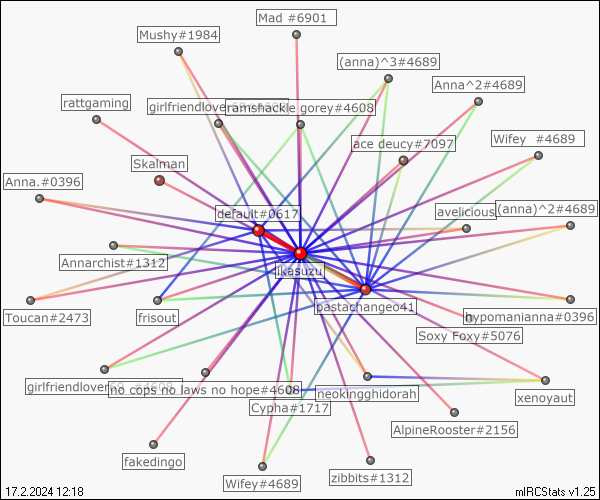 Mad #6901
Mushy#1984
(anna)^3#4689
Anna^2#4689
rattgaming
ramshackle gorey#4608
ace deucy#7097
Wifey #4689
Skalman
Anna.#0396
default#0617
avelicious
(anna)^2#4689
Annarchist#1312
ikasuzu
pastachangeo41
Toucan#2473
frisout
hypomanianna#0396
Soxy Foxy#5076
no cops no laws no hope#4608
neokingghidorah
xenoyaut
Cypha#1717
AlpineRooster#2156
fakedingo
Wifey#4689
zibbits#1312
17.2.2024 12:18
mIRCStats v1.25